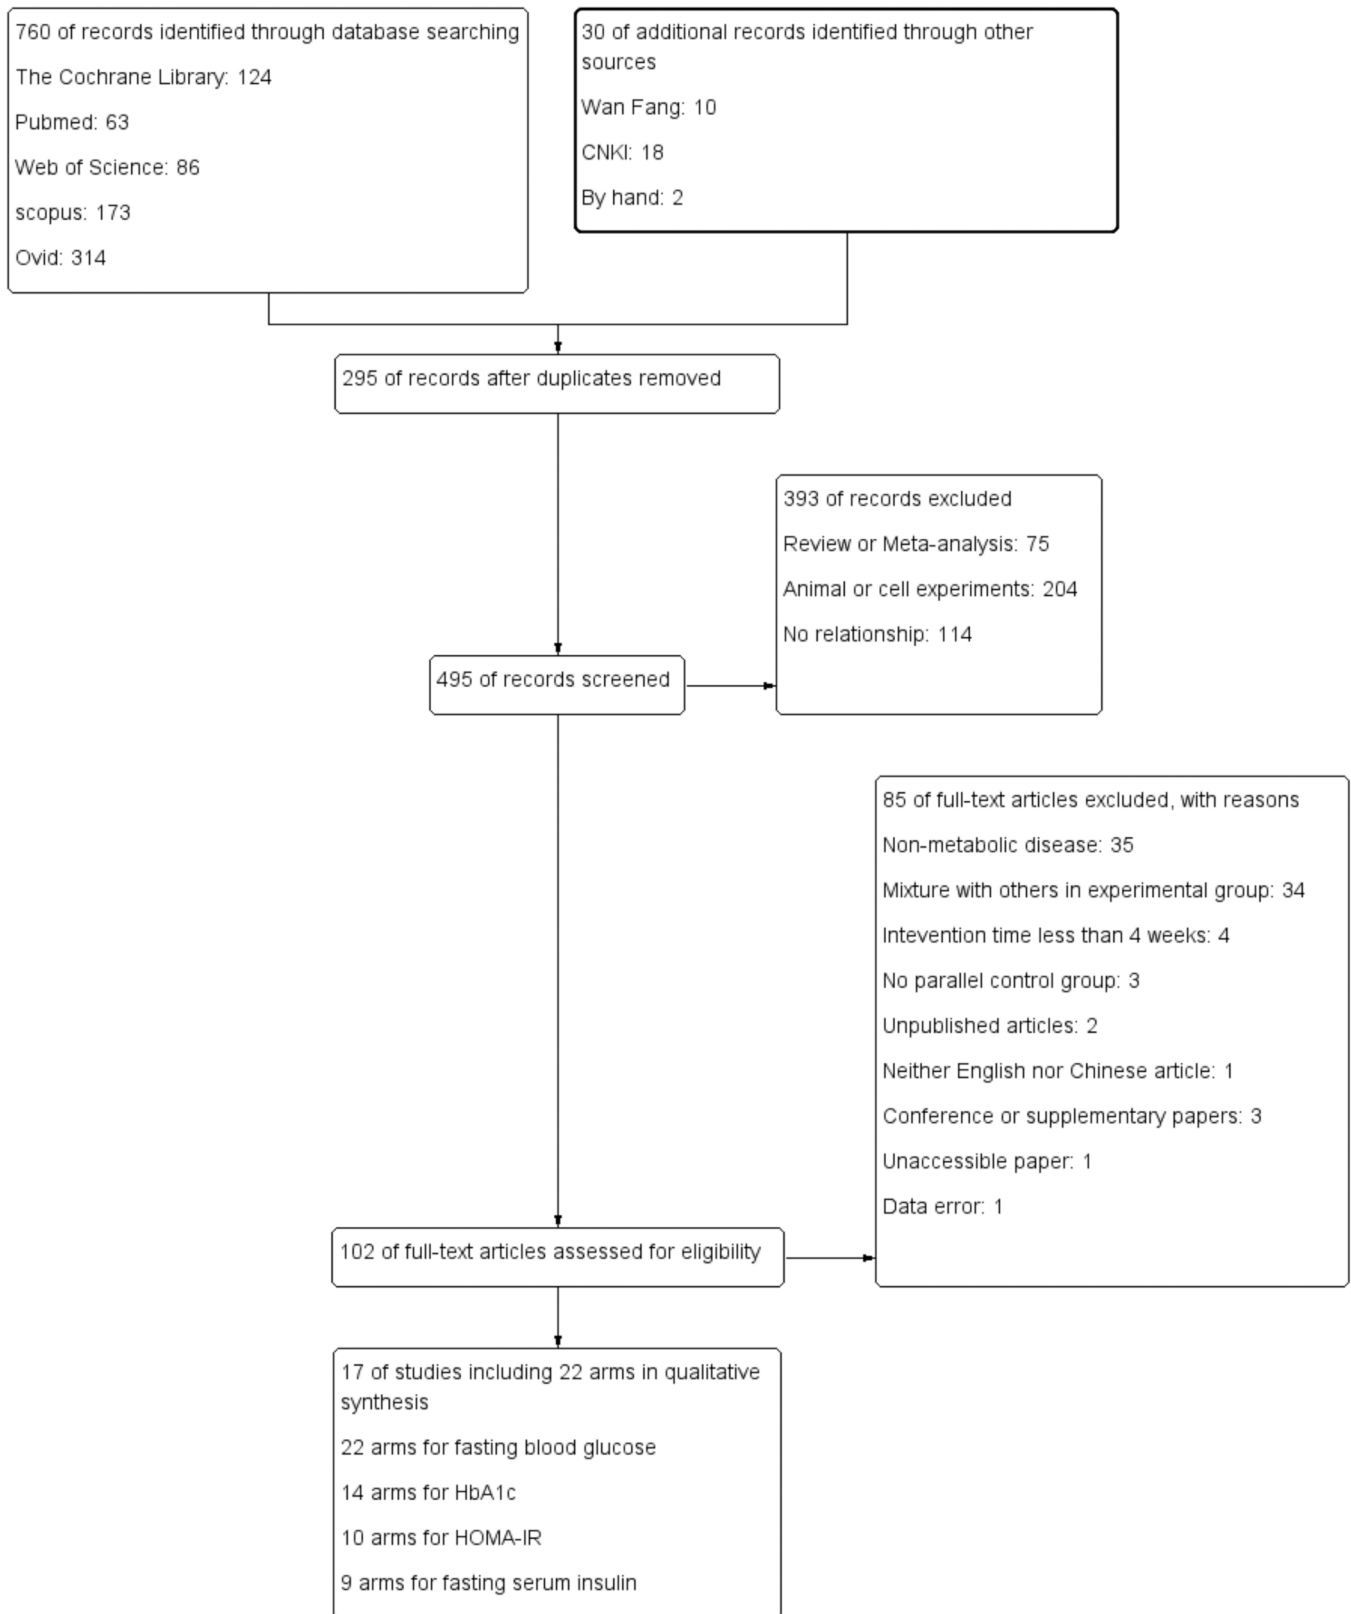 760 of records identified through database searching
The Cochrane Library: 124
Pubmed: 63
Web of Science: 86
scopus: 173
Ovid: 314
30 of additional records identified through other
sources
Wan Fang: 10
CNKI: 18
By hand: 2
295 of records after duplicates removed
393 of records excluded
Review or Meta-analysis: 75
Animal or cell experiments: 204
No relationship: 114
495 of records screened
85 of full-text articles excluded, with reasons
Non-metabolic disease: 35
Mixture with others in experimental group: 34
Intevention time less than 4 weeks: 4
No parallel control group: 3
Unpublished articles: 2
Neither English nor Chinese article: 1
Conference or supplementary papers: 3
Unaccessible paper: 1
Data error: 1
102 of full-text articles assessed for eligibility
17 of studies including 22 arms in qualitative
synthesis
22 arms for fasting blood glucose
14 arms for HbA1c
10 arms for HOMA-IR
9 arms for fasting serum insulin